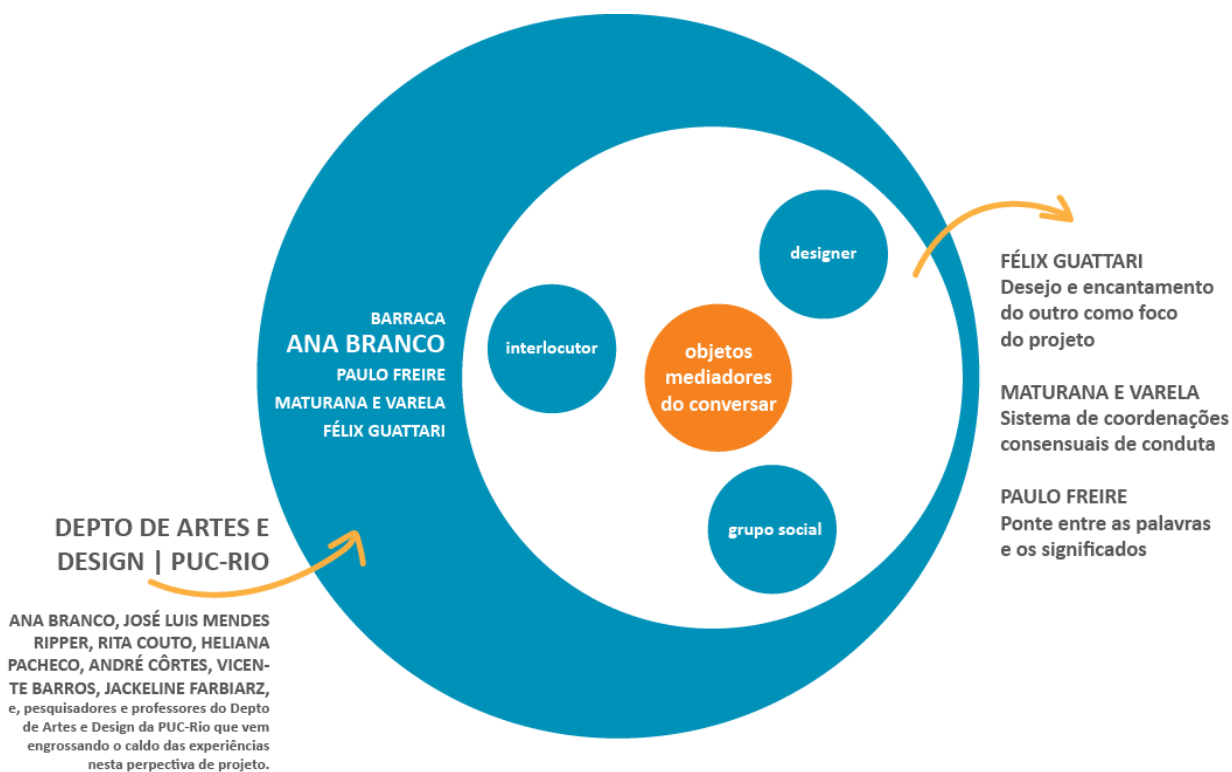 BARRACA
ANA BRANCO
PAULO FREIRE
MATURANA E VARELA
FÉLIX GUATTARI
interlocutor
designer
objetos
mediadores
do conversar
grupo social
FÉLIX GUATTARI
Desejo e encantamento
do outro como foco
do projeto
MATURANA E VARELA
Sistema de coordenações
consensuais de conduta
PAULO FREIRE
Ponte entre as palavras
e os significados
DEPTO DE ARTES E
DESIGN | PUC-RIO
ANA BRANCO, JOSÉ LUIS MENDES
RIPPER, RITA COUTO, HELIANA
PACHECO, ANDRÉ CÔRTES, VICEN-
TE BARROS, JACKELINE FARBIARZ,
e, pesquisadores e professores do Depto
de Artes e Design da PUC-Rio que vem
engrossando o caldo das experiências
nesta perpectiva de projeto.